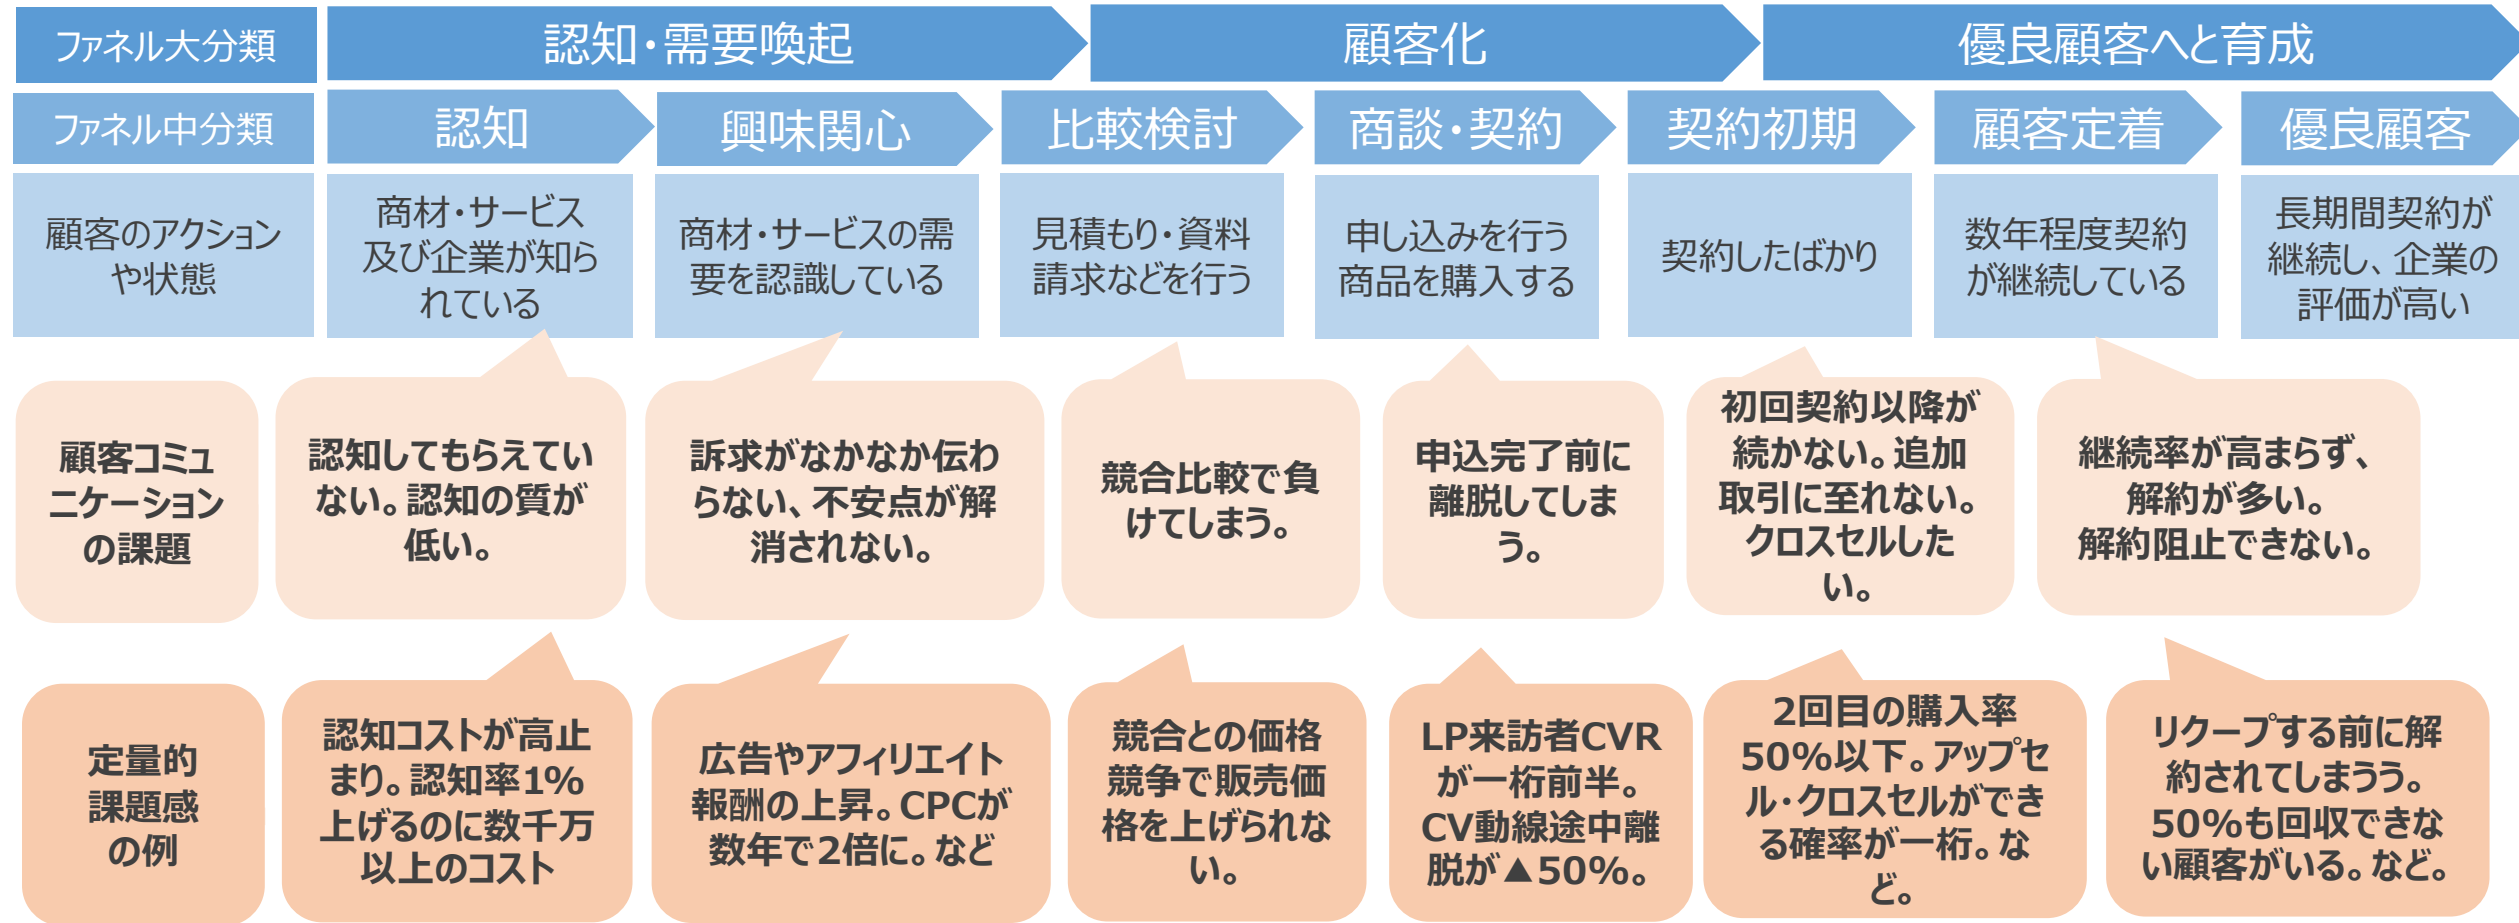 ファネル大分類
認知・需要喚起
顧客化
優良顧客へと育成
ファネル中分類
認知
興味関心
比較検討
商談・契約
契約初期
顧客定着
優良顧客
顧客のアクション
や状態
商材・サービス
及び企業が知ら
れている
商材・サービスの需
要を認識している
見積もり・資料
請求などを行う
申し込みを行う
商品を購入する
契約したばかり
数年程度契約
が継続している
長期間契約が
継続し、企業の
評価が高い
顧客コミュ
ニケーション
の課題
認知してもらえてい
ない。認知の質が
低い。
訴求がなかなか伝わ
らない、不安点が解
消されない。
競合比較で負
けてしまう。
申込完了前に
離脱してしま
う。
初回契約以降が
続かない。追加
取引に至れない。
クロスセルした
い。
継続率が高まらず、
解約が多い。
解約阻止できない。
定量的
課題感
の例
認知コストが高止
まり。認知率1%
上げるのに数千万
以上のコスト
広告やアフィリエイト
報酬の上昇。CPCが
数年で2倍に。など
競合との価格
競争で販売価
格を上げられな
い。
LP来訪者CVR
が一桁前半。
CV動線途中離
脱が▲50%。
2回目の購入率
50%以下。アップセ
ル・クロスセルができ
る確率が一桁。な
ど。
リクープする前に解
約されてしまうう。
50%も回収できな
い顧客がいる。など。